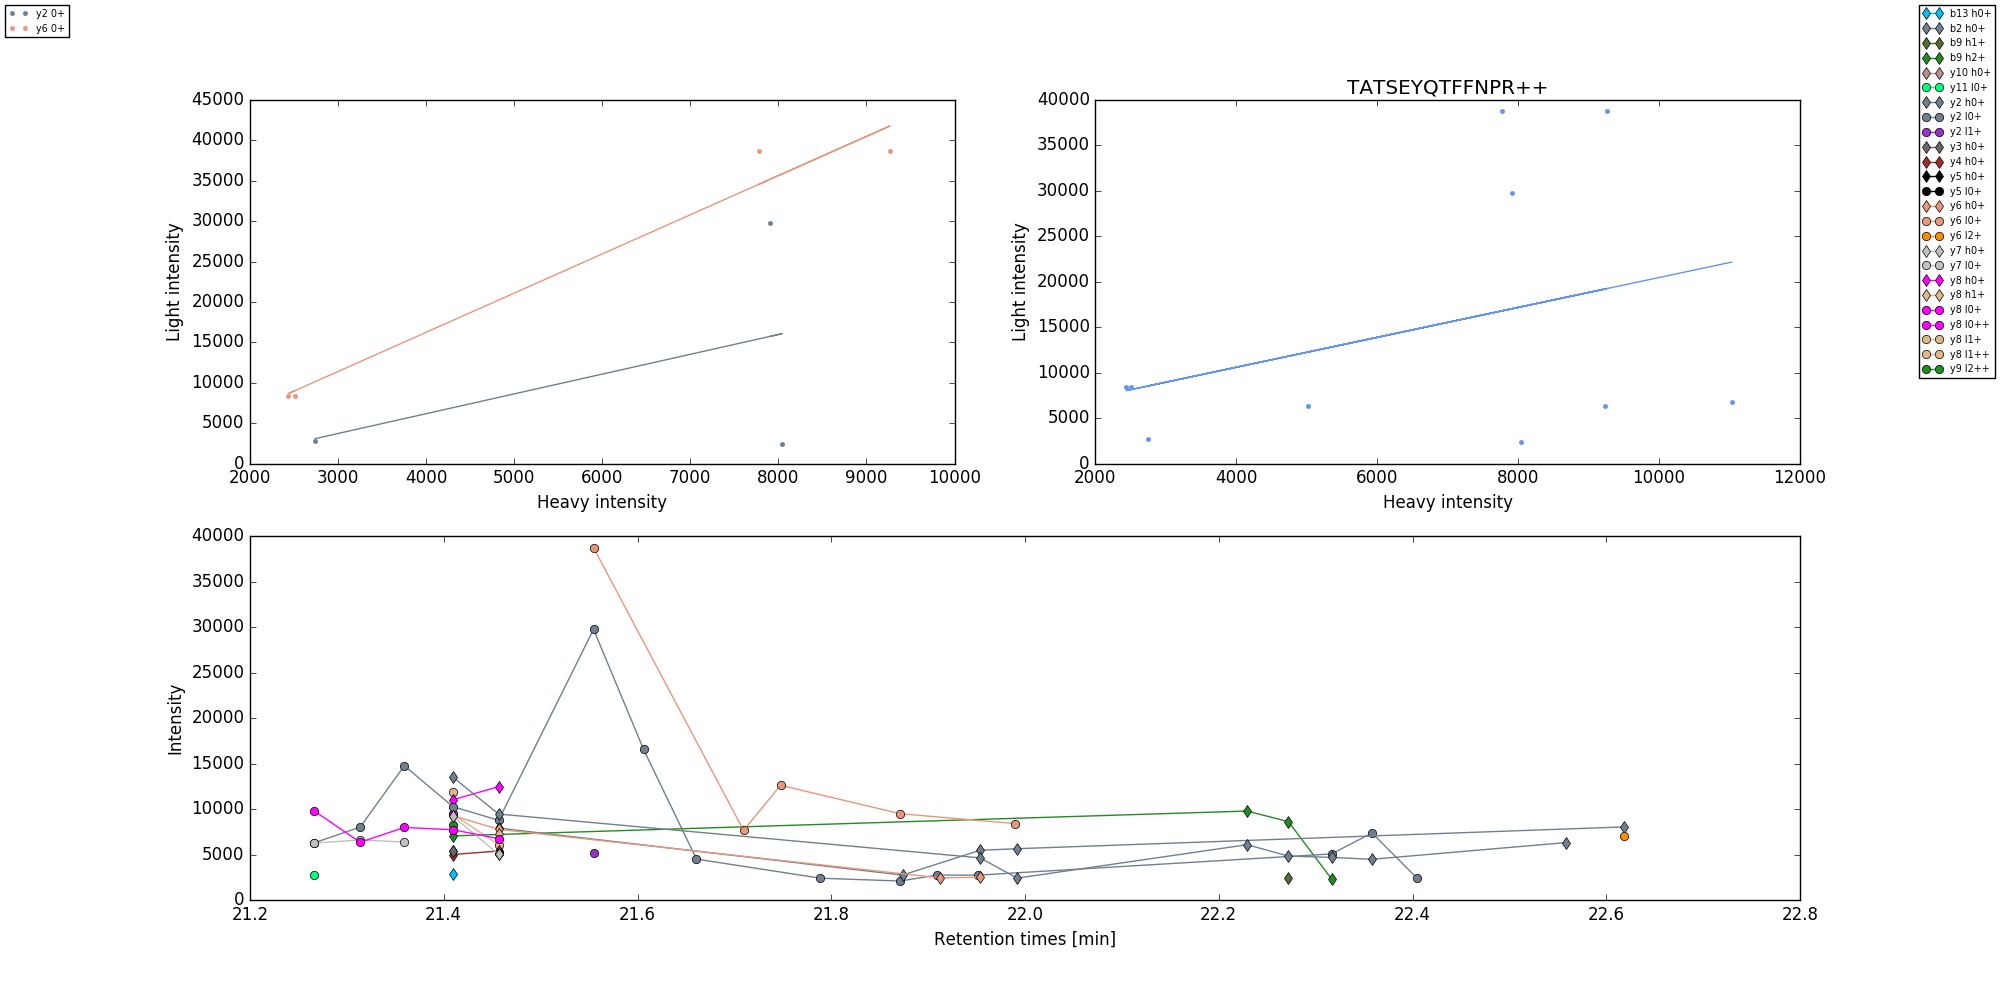 y2 0+
y6 0+
b13 h0+
b2 h0+
b9 h1+
b9 h2+
y10 h0+
y11 l0+
y2 h0+
y2 l0+
y2 l1+
y3 h0+
y4 h0+
y5 h0+
y5 l0+
y6 h0+
y6 l0+
y6 l2+
y7 h0+
y7 l0+
y8 h0+
y8 h1+
y8 l0+
y8 l0++
y8 l1+
y8 l1++
y9 l2++
45000
40000
35000
30000
25000
20000
15000
10000
5000
0
Light intensity
2000 3000 4000 5000 6000 7000 8000 9000 10000
Heavy intensity
TATSEYQTFFNPR++
40000
35000
30000
25000
20000
15000
10000
5000
0
Light intensity
2000 4000 6000 8000 10000 12000
Heavy intensity
40000
35000
30000
25000
20000
15000
10000
5000
0
Intensity
21.2 21.4 21.6 21.8 22.0 22.2 22.4 22.6 22.8
Retention times [min]